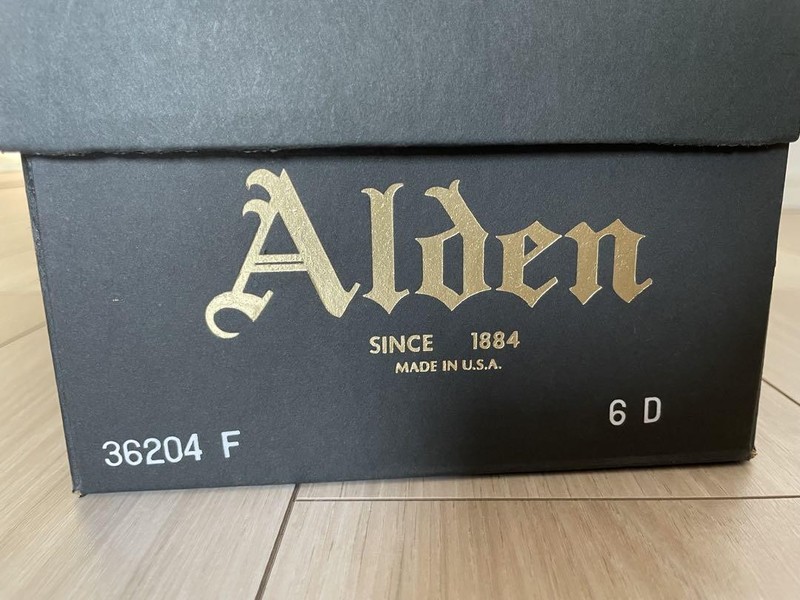 Alden
SINCE 1884
MADE IN U.S.A.
6 D
36204 F